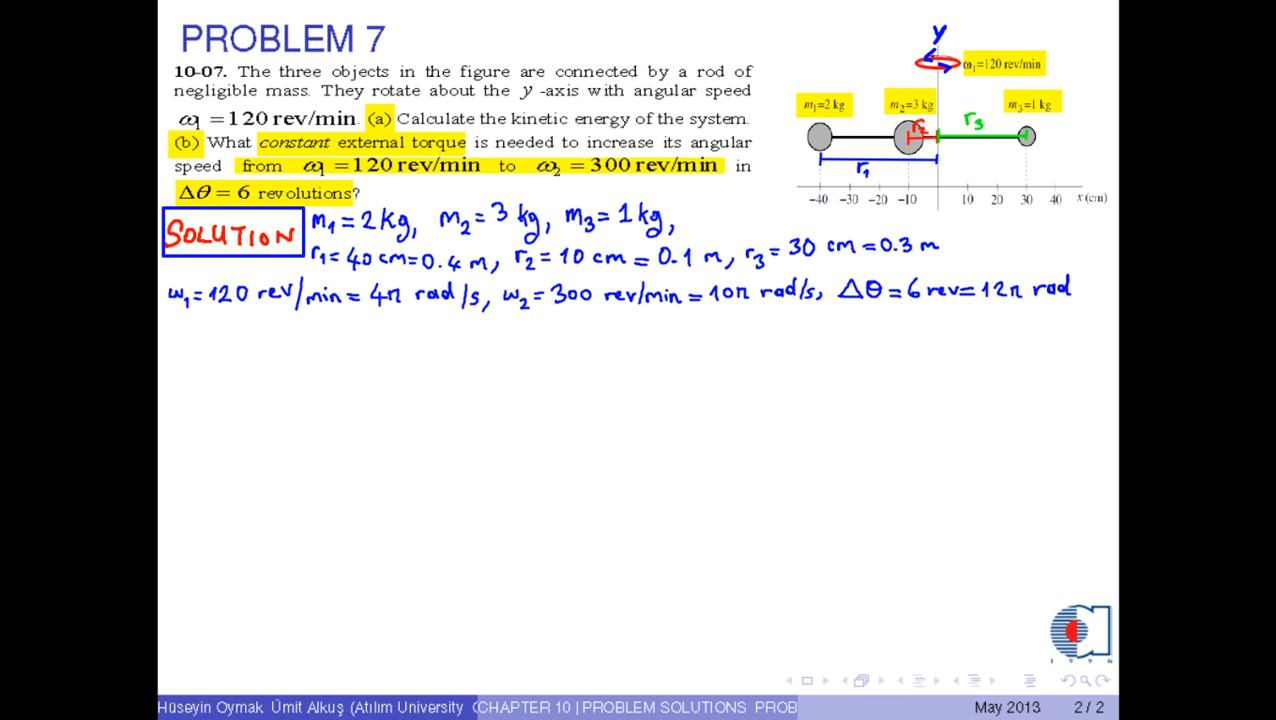 PROBLEM 7
10-07. The three objects in the figure are connected by a rod of
negligible mass. They rotate about the y -axis with angular speed
ω₁ = 120 rev/min. (a) Calculate the kinetic energy of the system.
(b) What constant external torque is needed to increase its angular
speed from ω₁ = 120 rev/min to ω₂ = 300 rev/min in
Δθ = 6 revolutions?
y
ω₁=120 rev/min
m₁=2 kg
m₂=3 kg
m₃=1 kg
r₂
r₃
r₁
-40 -30 -20 -10 10 20 30 40 x (cm)
SOLUTION
m₁ = 2 kg, m₂ = 3 kg, m₃ = 1 kg,
r₁ = 40 cm = 0.4 m, r₂ = 10 cm = 0.1 m, r₃ = 30 cm = 0.3 m
ω₁ = 120 rev/min = 4π rad/s, ω₂ = 300 rev/min = 10π rad/s, Δθ = 6 rev = 12π rad
1 9 9 6
Hüseyin Oymak Ümit Alkuş (Atılım University CHAPTER 10 | PROBLEM SOLUTIONS PROB May 2013 2 / 2